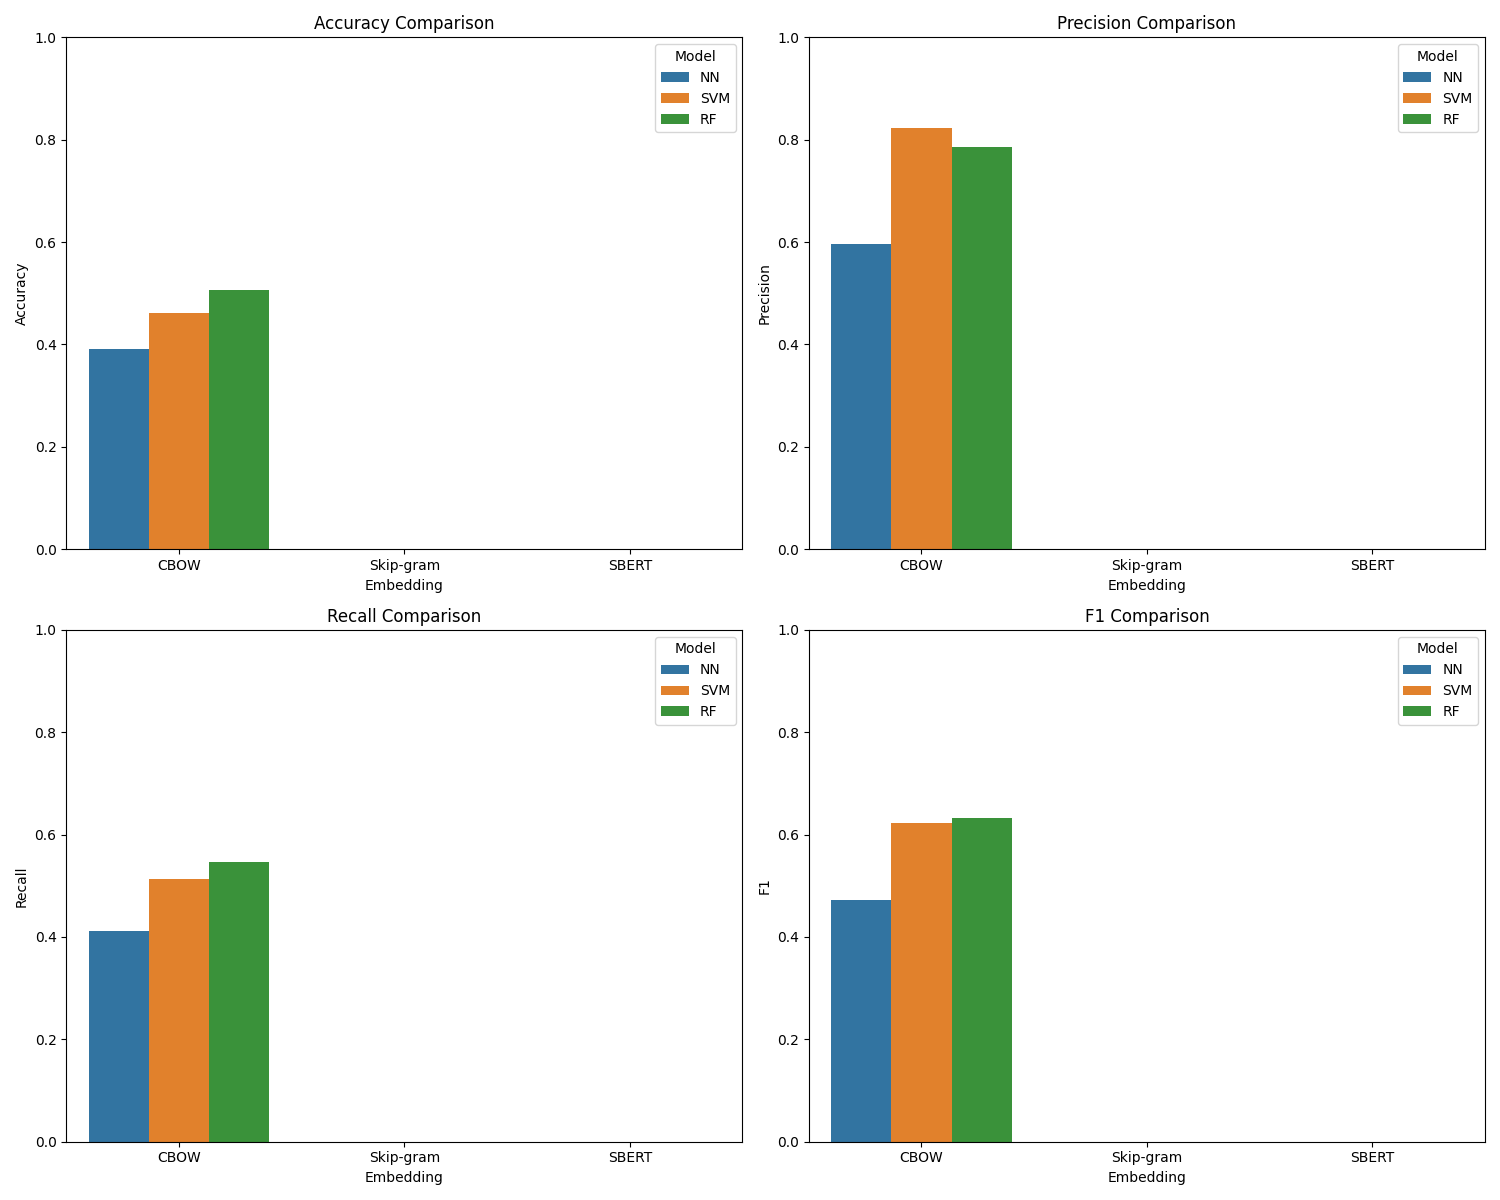 Accuracy Comparison
Accuracy
1.0
0.8
0.6
0.4
0.2
0.0
Model
NN
SVM
RF
CBOW
Skip-gram
SBERT
Embedding
Precision Comparison
Precision
1.0
0.8
0.6
0.4
0.2
0.0
Model
NN
SVM
RF
CBOW
Skip-gram
SBERT
Embedding
Recall Comparison
Recall
1.0
0.8
0.6
0.4
0.2
0.0
Model
NN
SVM
RF
CBOW
Skip-gram
SBERT
Embedding
F1 Comparison
F1
1.0
0.8
0.6
0.4
0.2
0.0
Model
NN
SVM
RF
CBOW
Skip-gram
SBERT
Embedding